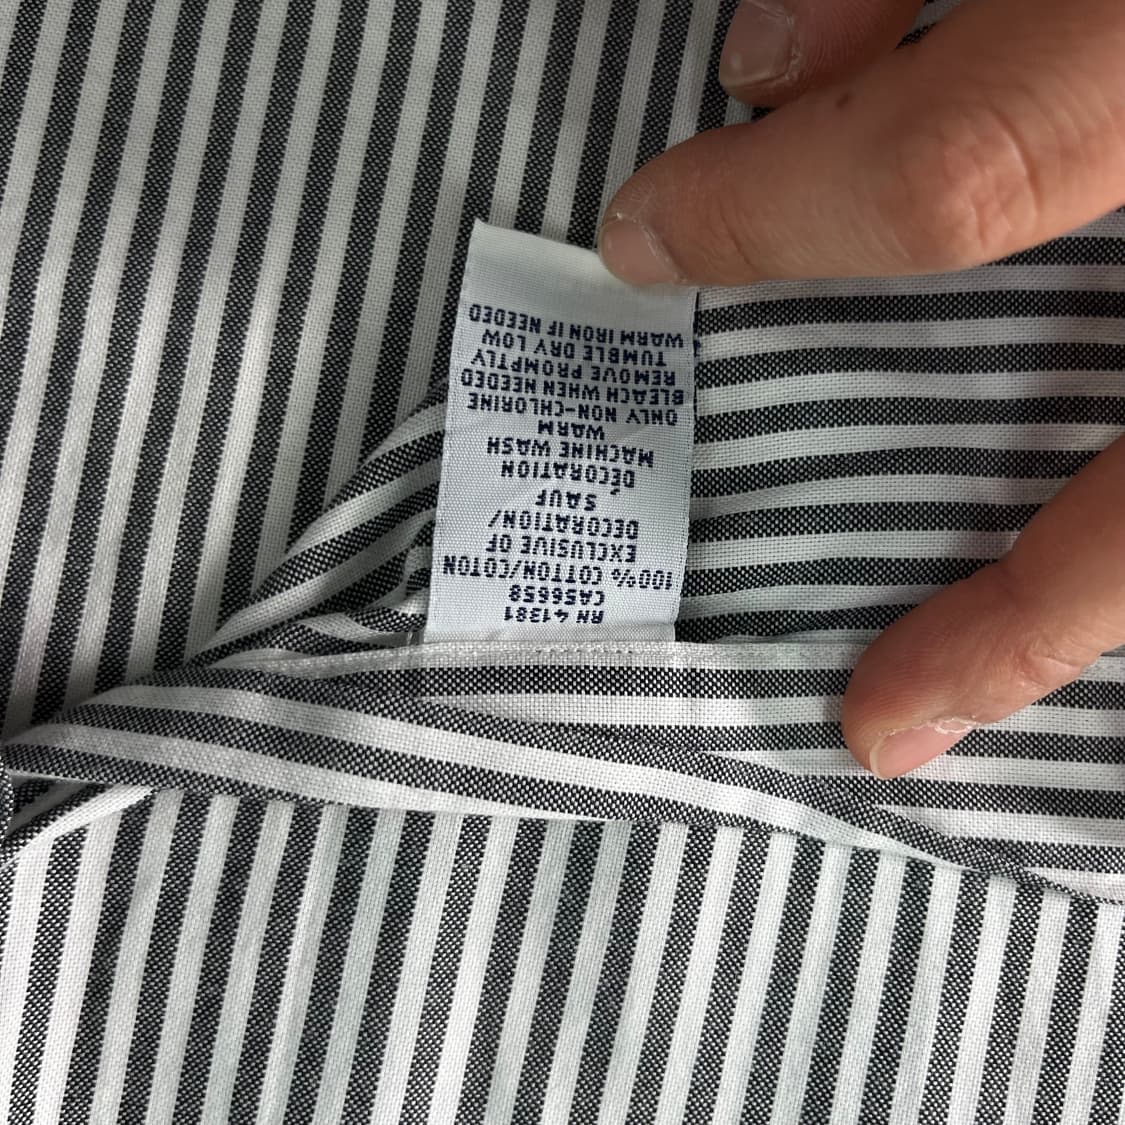 RN 41381
CA56658
100% COTTON/COTON
EXCLUSIVE OF
DECORATION/
SAUF
DÉCORATION
MACHINE WASH
WARM
ONLY NON-CHLORINE
BLEACH WHEN NEEDED
REMOVE PROMPTLY
TUMBLE DRY LOW
WARM IRON IF NEEDED